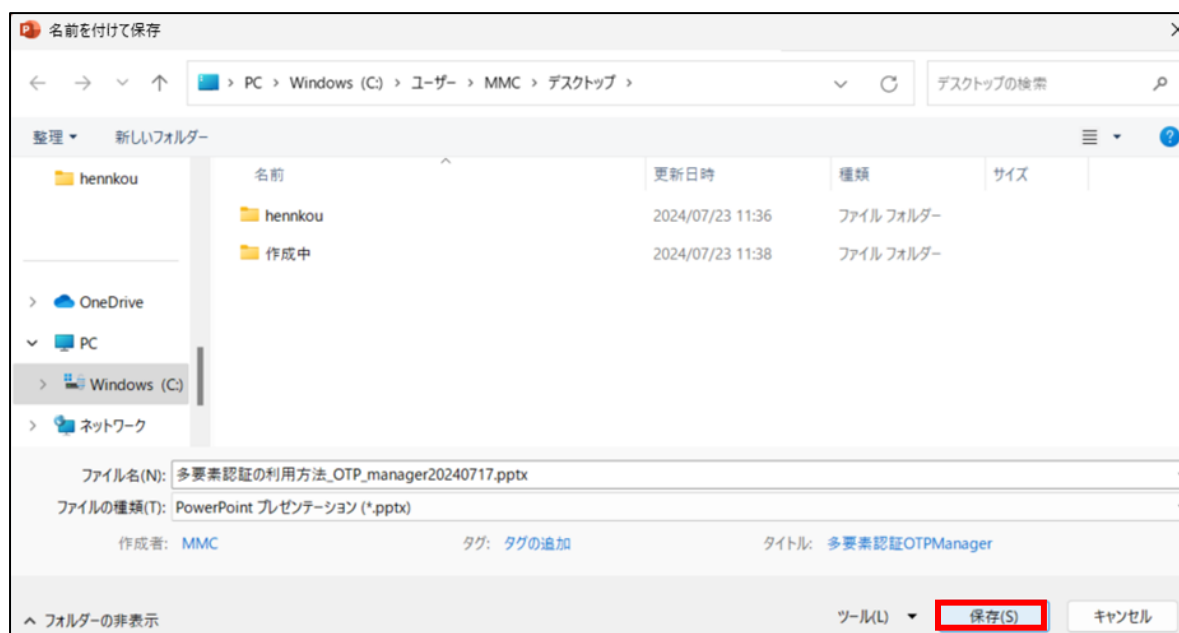 名前を付けて保存
PC > Windows (C:) > ユーザー > MMC > デスクトップ >
デスクトップの検索
整理 新しいフォルダー
hennkou
名前 更新日時 種類 サイズ
hennkou 2024/07/23 11:36 ファイル フォルダー
作成中 2024/07/23 11:38 ファイル フォルダー
OneDrive
PC
Windows (C:)
ネットワーク
ファイル名(N): 多要素認証の利用方法_OTP_manager20240717.pptx
ファイルの種類(T): PowerPoint プレゼンテーション (*.pptx)
作成者: MMC タグ: タグの追加 タイトル: 多要素認証OTPManager
フォルダーの非表示 ツール(L) 保存(S) キャンセル